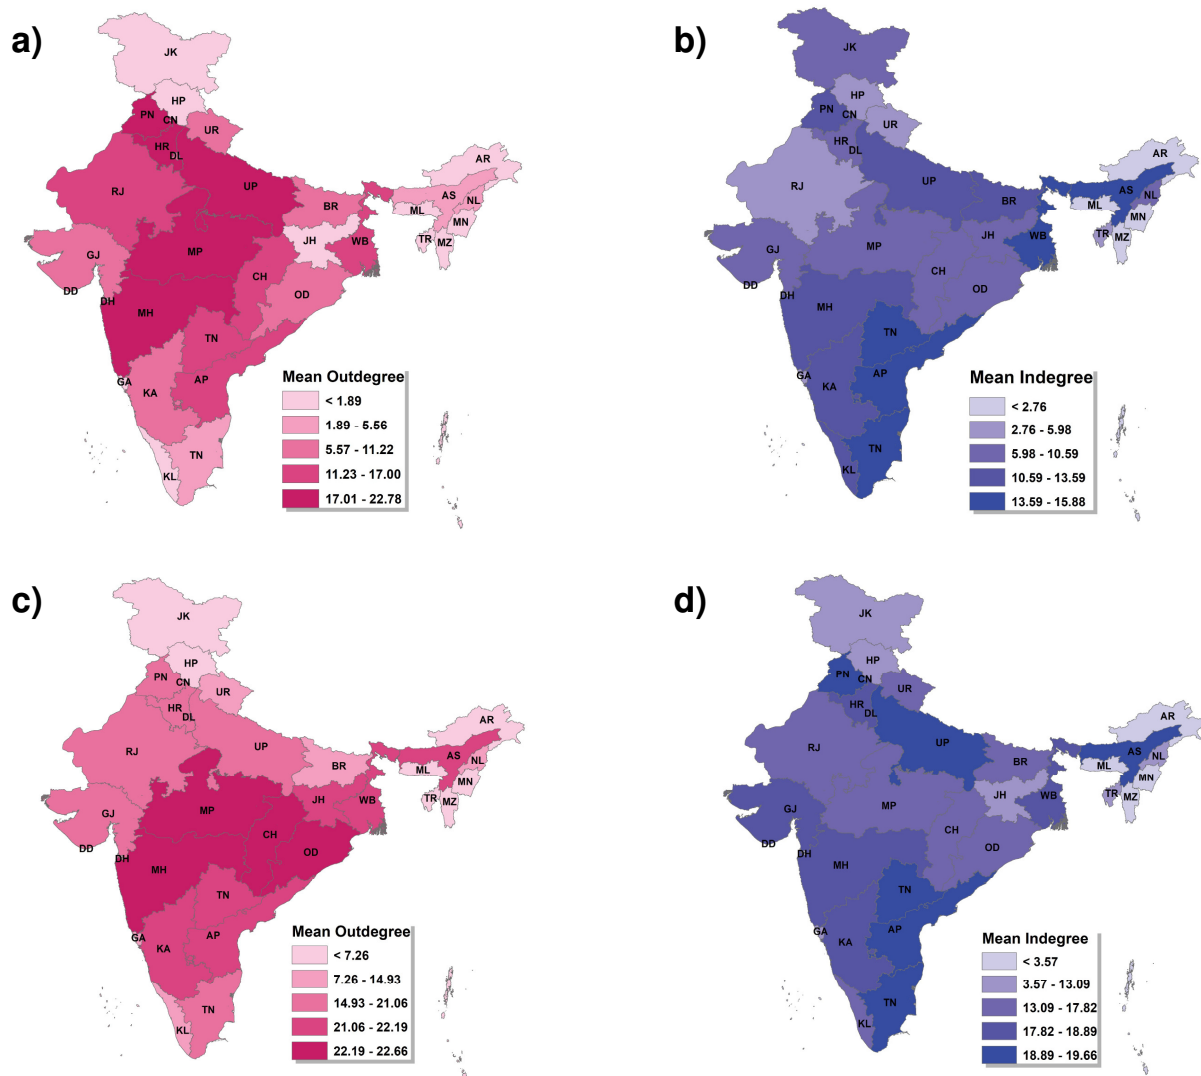 a)
JK
HP
PN
CN
UR
HR
DL
AR
RJ
UP
AS
NL
BR
ML
MN
JH
TR
MZ
WB
GJ
MP
CH
DD
OD
DH
MH
TN
GA
KA
AP
KL
TN
Mean Outdegree
< 1.89
1.89 - 5.56
5.57 - 11.22
11.23 - 17.00
17.01 - 22.78
b)
JK
HP
PN
CN
UR
HR
DL
AR
RJ
UP
AS
NL
BR
ML
MN
JH
TR
MZ
WB
GJ
MP
CH
DD
OD
DH
MH
TN
GA
KA
AP
KL
TN
Mean Indegree
< 2.76
2.76 - 5.98
5.98 - 10.59
10.59 - 13.59
13.59 - 15.88
c)
JK
HP
PN
CN
UR
HR
DL
AR
RJ
UP
AS
NL
BR
ML
MN
JH
TR
MZ
WB
GJ
MP
CH
DD
OD
DH
MH
TN
GA
KA
AP
KL
TN
Mean Outdegree
< 7.26
7.26 - 14.93
14.93 - 21.06
21.06 - 22.19
22.19 - 22.66
d)
JK
HP
PN
CN
UR
HR
DL
AR
RJ
UP
AS
NL
BR
ML
MN
JH
TR
MZ
WB
GJ
MP
CH
DD
OD
DH
MH
TN
GA
KA
AP
KL
TN
Mean Indegree
< 3.57
3.57 - 13.09
13.09 - 17.82
17.82 - 18.89
18.89 - 19.66